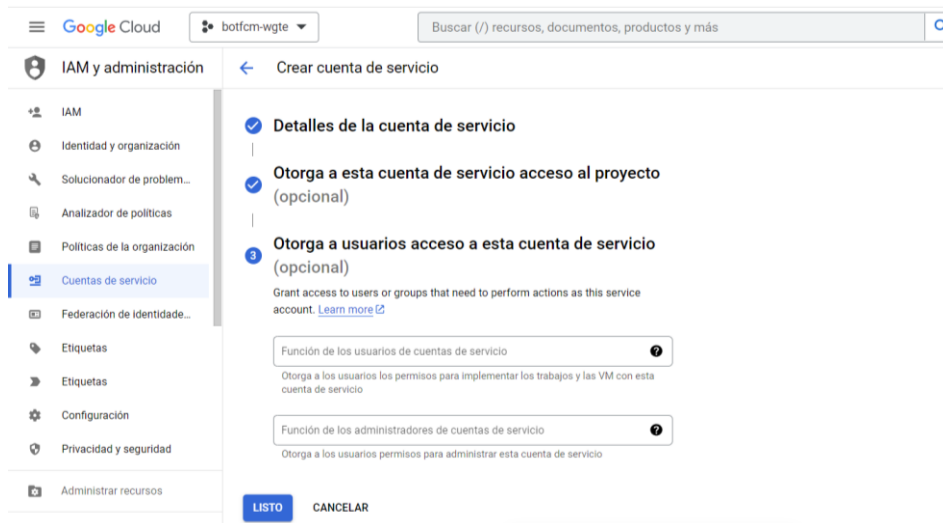 Google Cloud
botfcm-wgte
Buscar (/) recursos, documentos, productos y más
IAM y administración
Crear cuenta de servicio
IAM
Identidad y organización
Solucionador de problem...
Analizador de políticas
Políticas de la organización
Cuentas de servicio
Federación de identidade...
Etiquetas
Etiquetas
Configuración
Privacidad y seguridad
Administrar recursos
Detalles de la cuenta de servicio
Otorga a esta cuenta de servicio acceso al proyecto
(opcional)
3
Otorga a usuarios acceso a esta cuenta de servicio
(opcional)
Grant access to users or groups that need to perform actions as this service
account. Learn more
Función de los usuarios de cuentas de servicio
Otorga a los usuarios los permisos para implementar los trabajos y las VM con esta
cuenta de servicio
Función de los administradores de cuentas de servicio
Otorga a los usuarios permisos para administrar esta cuenta de servicio
LISTO
CANCELAR